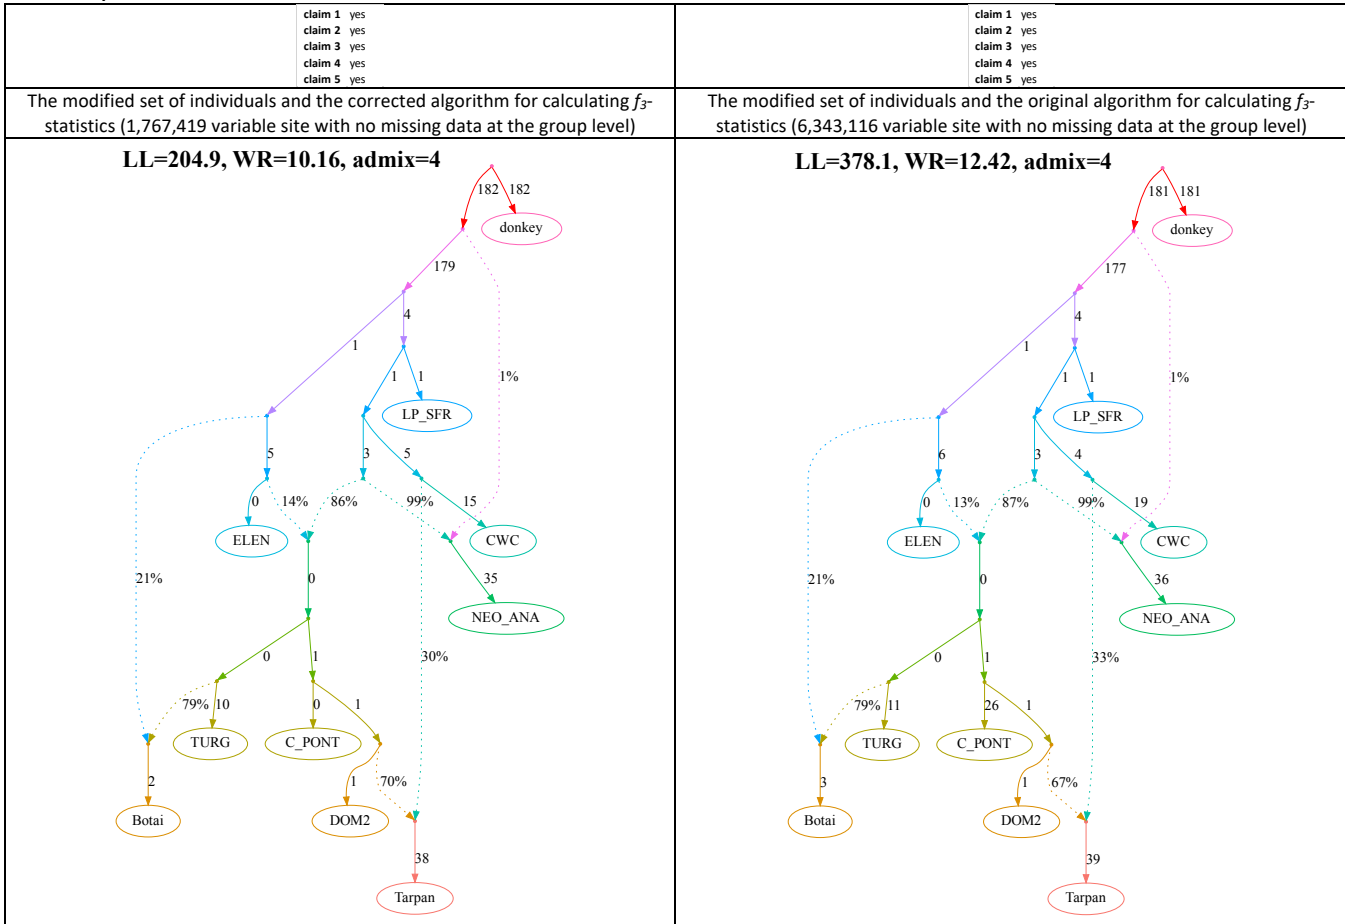 claim 1 yes
claim 2 yes
claim 3 yes
claim 4 yes
claim 5 yes
The modified set of individuals and the corrected algorithm for calculating f3-
statistics (1,767,419 variable site with no missing data at the group level)
LL=204.9, WR=10.16, admix=4
182 182
donkey
179
4
1
1%
1 1
LP_SFR
5 3 5
0 14% 86% 99% 15
ELEN CWC
21% 0 35
NEO_ANA
0 1 30%
79% 10 0 1
TURG C_PONT
2 1 70%
Botai DOM2
38
Tarpan
claim 1 yes
claim 2 yes
claim 3 yes
claim 4 yes
claim 5 yes
The modified set of individuals and the original algorithm for calculating f3-
statistics (6,343,116 variable site with no missing data at the group level)
LL=378.1, WR=12.42, admix=4
181 181
donkey
177
4
1
1%
1 1
LP_SFR
6 3 4
0 13% 87% 99% 19
ELEN CWC
21% 0 36
NEO_ANA
0 1 33%
79% 11 26 1
TURG C_PONT
3 1 67%
Botai DOM2
39
Tarpan